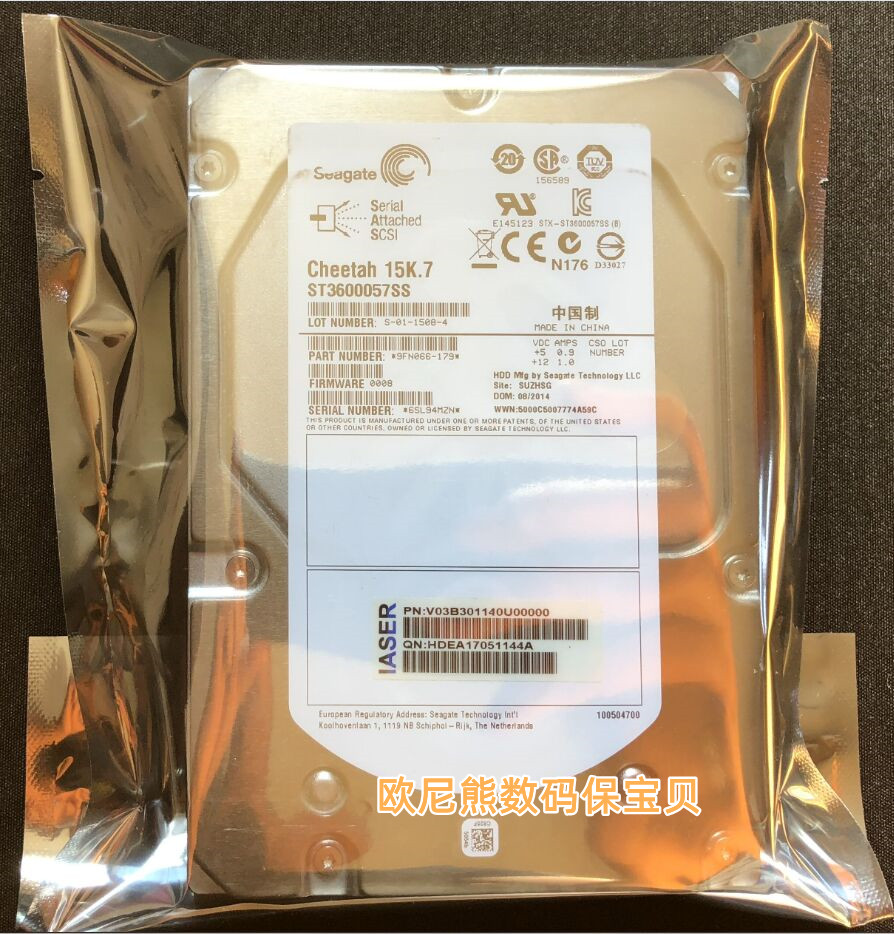 Seagate
20
156589
TUV
E145123 STX-ST3600057SS (B)
Serial
Attached
SCSI
CE
N176 D33027
Cheetah 15K.7
ST3600057SS
LOT NUMBER: S-01-1508-4
中国制
MADE IN CHINA
PART NUMBER: *9FN066-179*
VDC AMPS CSO LOT
+5 0.9 NUMBER
+12 1.0
FIRMWARE 0008
HDD Mfg by Seagate Technology LLC
Site: SUZHSG
DOM: 08/2014
SERIAL NUMBER: *6SL94MZN*
WWN:5000C5007774A59C
THIS PRODUCT IS MANUFACTURED UNDER ONE OR MORE PATENTS, OF THE UNITED STATES
OR OTHER COUNTRIES, OWNED OR LICENSED BY SEAGATE TECHNOLOGY LLC.
IASER
PN:V03B301140U00000
QN:HDEA17051144A
European Regulatory Address: Seagate Technology Int'l
Koolhovenlaan 1, 1119 NB Schiphol – Rijk, The Netherlands
100504700
欧尼熊数码保宝贝